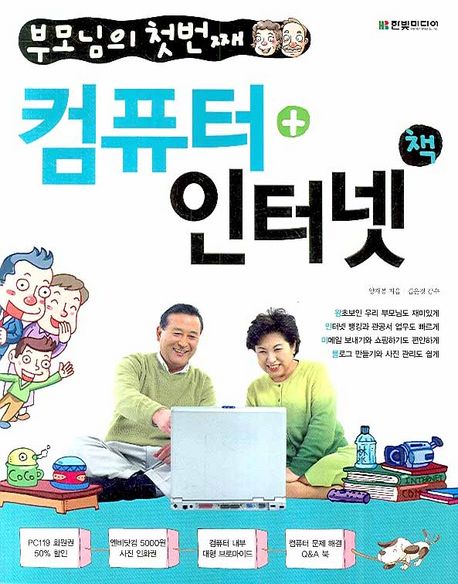 부모님의 첫번째
한빛미디어
컴퓨터+
인터넷
책
지음
감수
왕초보인 우리 부모님도 재미있게
인터넷 뱅킹과 관공서 업무도 빠르게
이메일 보내기와 쇼핑하기도 편안하게
블로그 만들기와 사진 관리도 쉽게
PC119 회원권
50% 할인
엔비닷컴 5000원
사진 인화권
컴퓨터 내부
대형 브로마이드
컴퓨터 문제 해결
Q&A 북